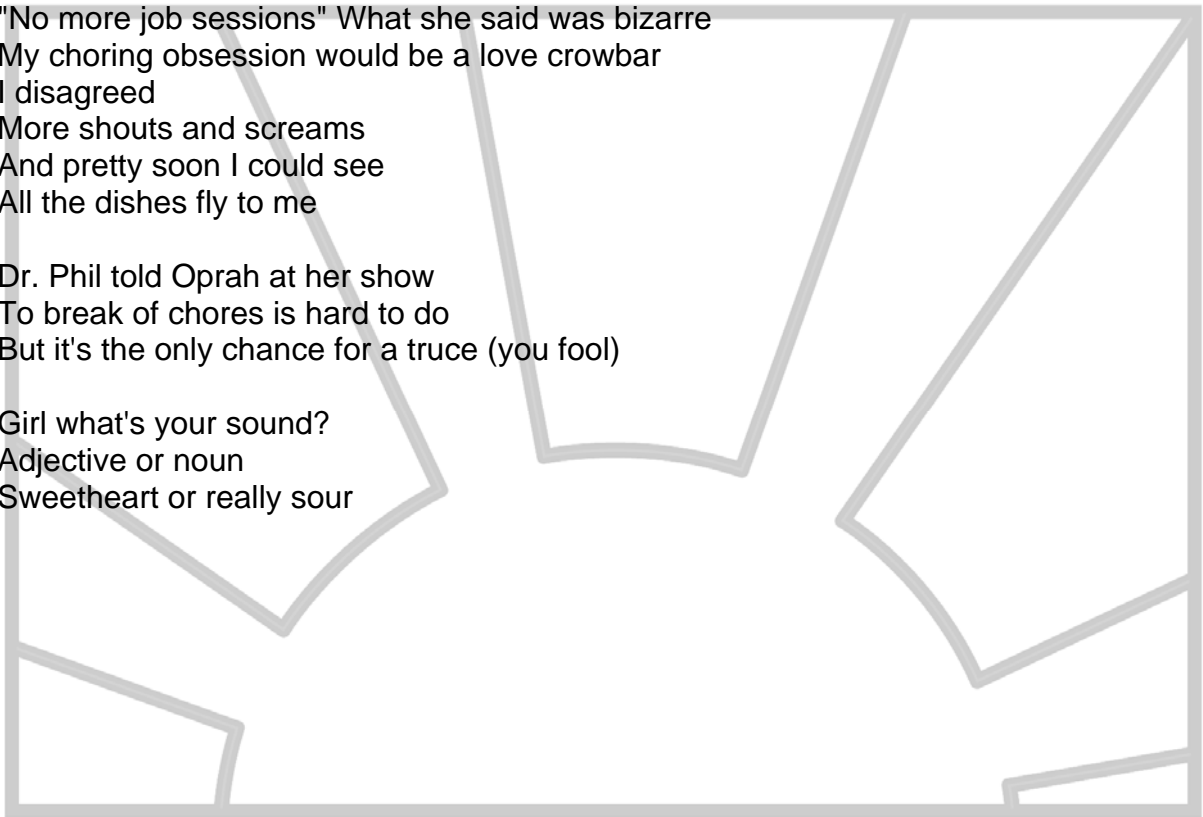 "No more job sessions" What she said was bizarre
My choring obsession would be a love crowbar
I disagreed
More shouts and screams
And pretty soon I could see
All the dishes fly to me
Dr. Phil told Oprah at her show
To break of chores is hard to do
But it's the only chance for a truce (you fool)
Girl what's your sound?
Adjective or noun
Sweetheart or really sour